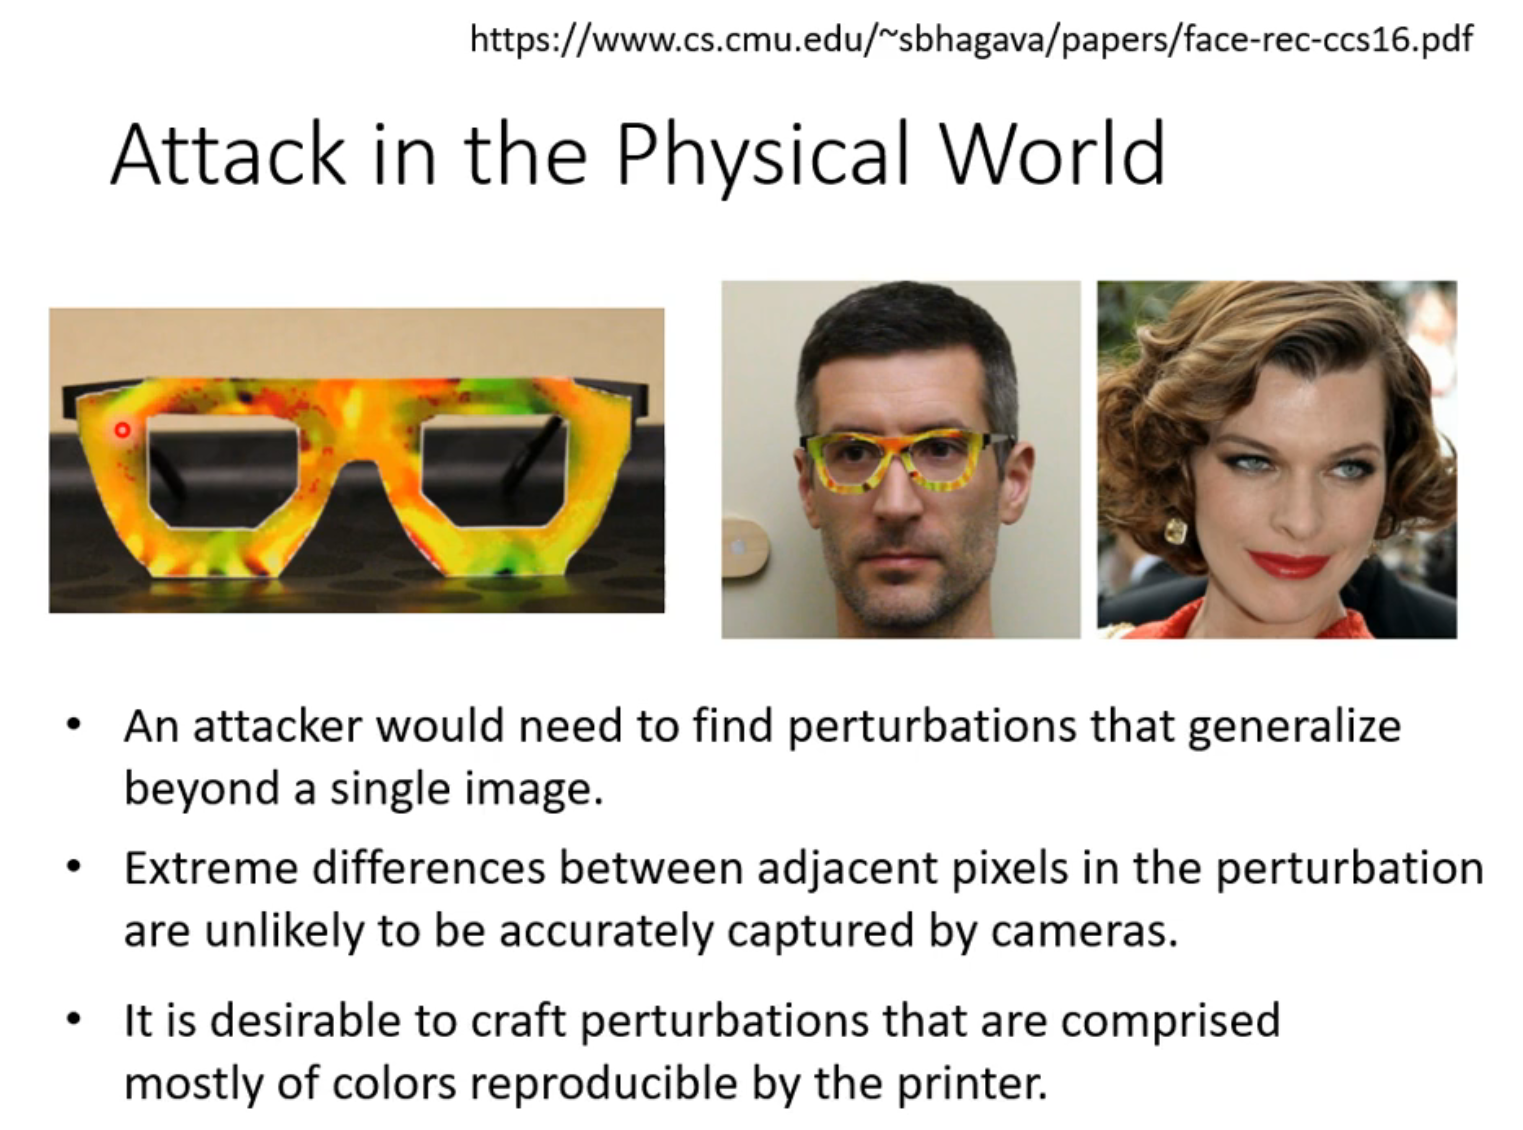 https://www.cs.cmu.edu/~sbhagava/papers/face-rec-ccs16.pdf
Attack in the Physical World
• An attacker would need to find perturbations that generalize
beyond a single image.
• Extreme differences between adjacent pixels in the perturbation
are unlikely to be accurately captured by cameras.
• It is desirable to craft perturbations that are comprised
mostly of colors reproducible by the printer.